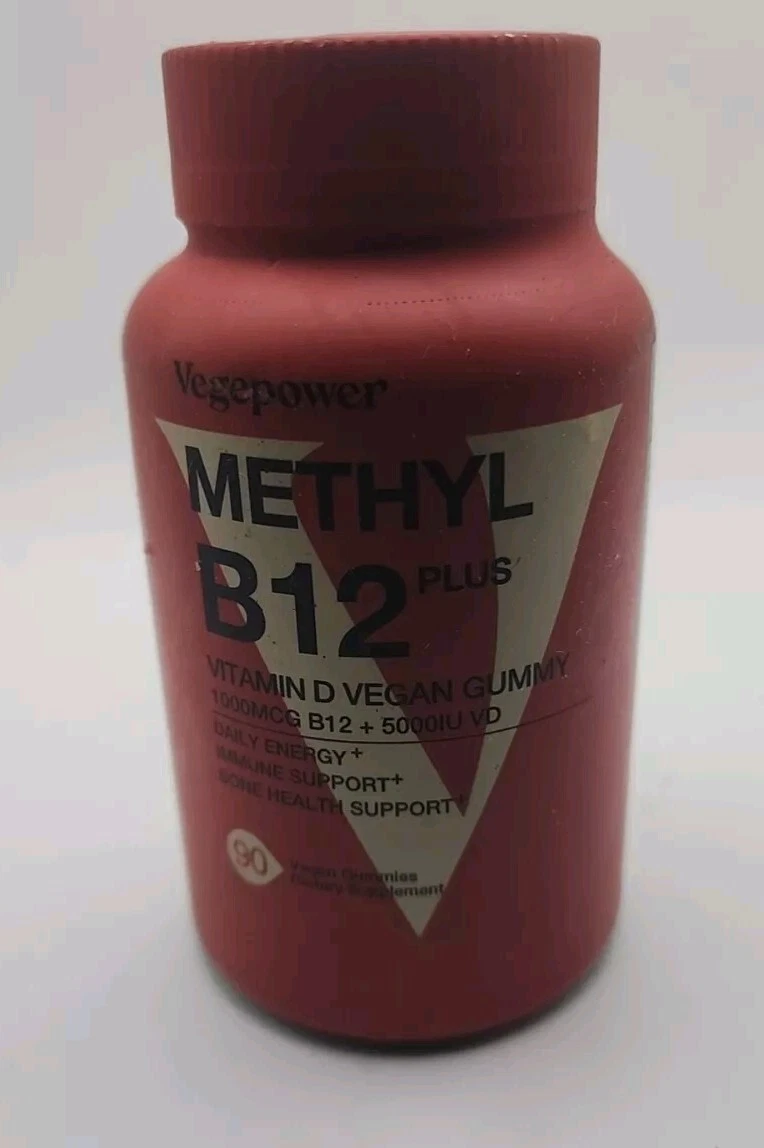 Vegepower
METHYL
B12 PLUS
VITAMIN D VEGAN GUMMY
1000MCG B12 + 5000IU VD
DAILY ENERGY+
IMMUNE SUPPORT+
BONE HEALTH SUPPORT+
90
Vegan Gummies
Dietary Supplement